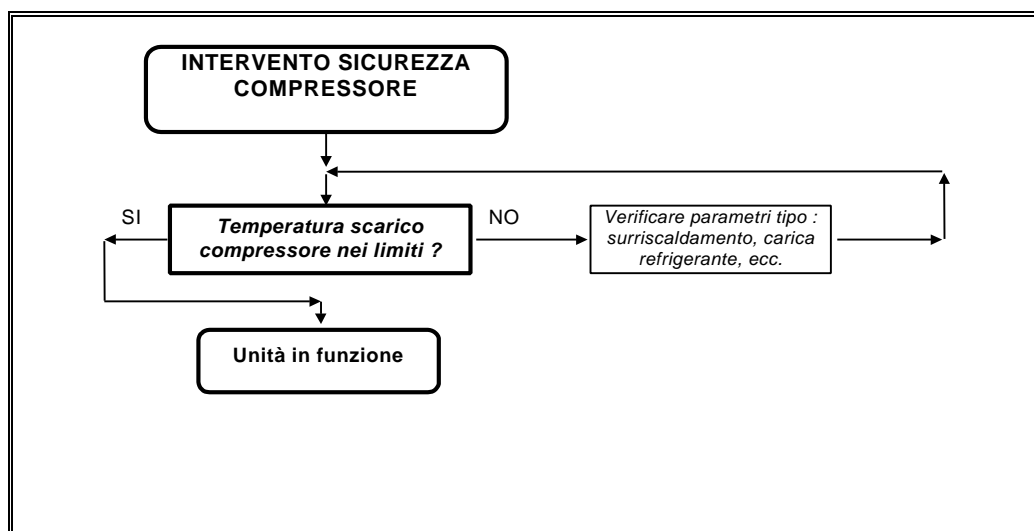 INTERVENTO SICUREZZA
COMPRESSORE
SI
Temperatura scarico
compressore nei limiti ?
NO
Verificare parametri tipo :
surriscaldamento, carica
refrigerante, ecc.
Unità in funzione